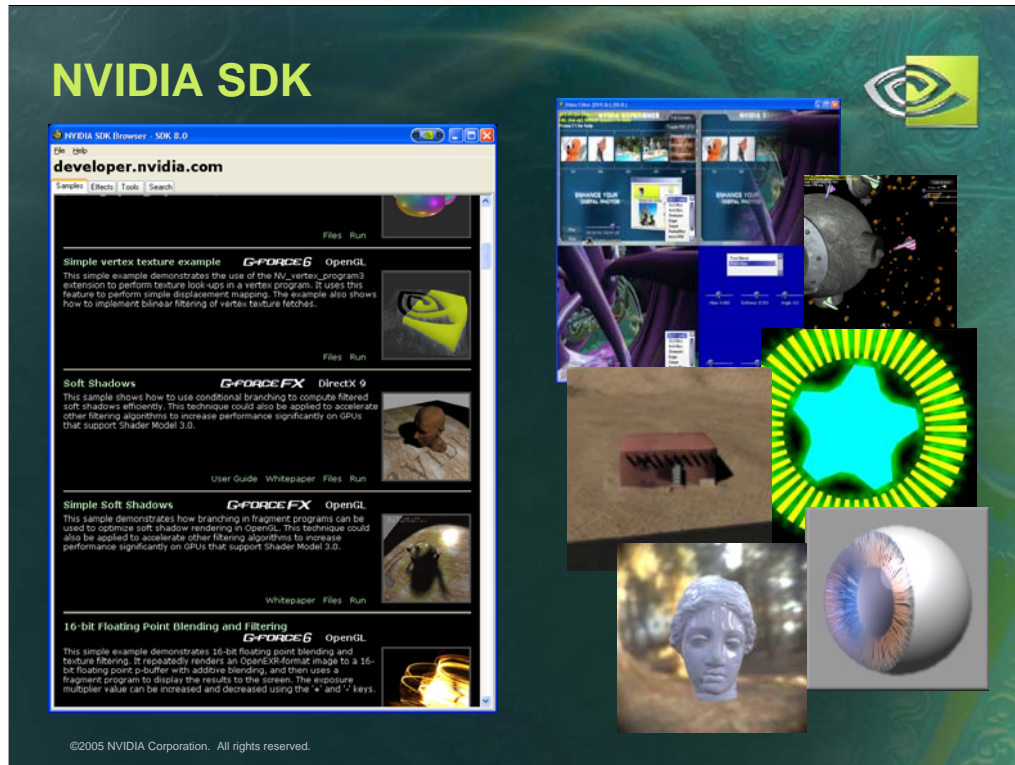 NVIDIA SDK
NVIDIA SDK Browser - SDK 8.0
File Help
developer.nvidia.com
Samples Effects Tools Search
Files Run
Simple vertex texture example GEFORCE 6 OpenGL
This simple example demonstrates the use of the NV_vertex_program3
extension to perform texture look-ups in a vertex program. It uses this
feature to perform simple displacement mapping. The example also shows
how to implement bilinear filtering of vertex texture fetches.
Files Run
Soft Shadows GEFORCE FX DirectX 9
This sample shows how to use conditional branching to compute filtered
soft shadows efficiently. This technique could also be applied to accelerate
other filtering algorithms to increase performance significantly on GPUs
that support Shader Model 3.0.
User Guide Whitepaper Files Run
Simple Soft Shadows GEFORCE FX OpenGL
This sample demonstrates how branching in fragment programs can be
used to optimize soft shadow rendering in OpenGL. This technique could
also be applied to accelerate other filtering algorithms to increase
performance significantly on GPUs that support Shader Model 3.0.
Whitepaper Files Run
16-bit Floating Point Blending and Filtering
GEFORCE 6 OpenGL
This simple example demonstrates 16-bit floating point blending and
texture filtering. It repeatedly renders an OpenEXR-format image to a 16-
bit floating point p-buffer with additive blending, and then uses a
fragment program to display the results to the screen. The exposure
multiplier value can be increased and decreased using the '+' and '-' keys.
NVIDIA EXPERIENCE
ENHANCE YOUR
DIGITAL PHOTOS
ENHANCE YOUR
DIGITAL PHOTOS
©2005 NVIDIA Corporation. All rights reserved.